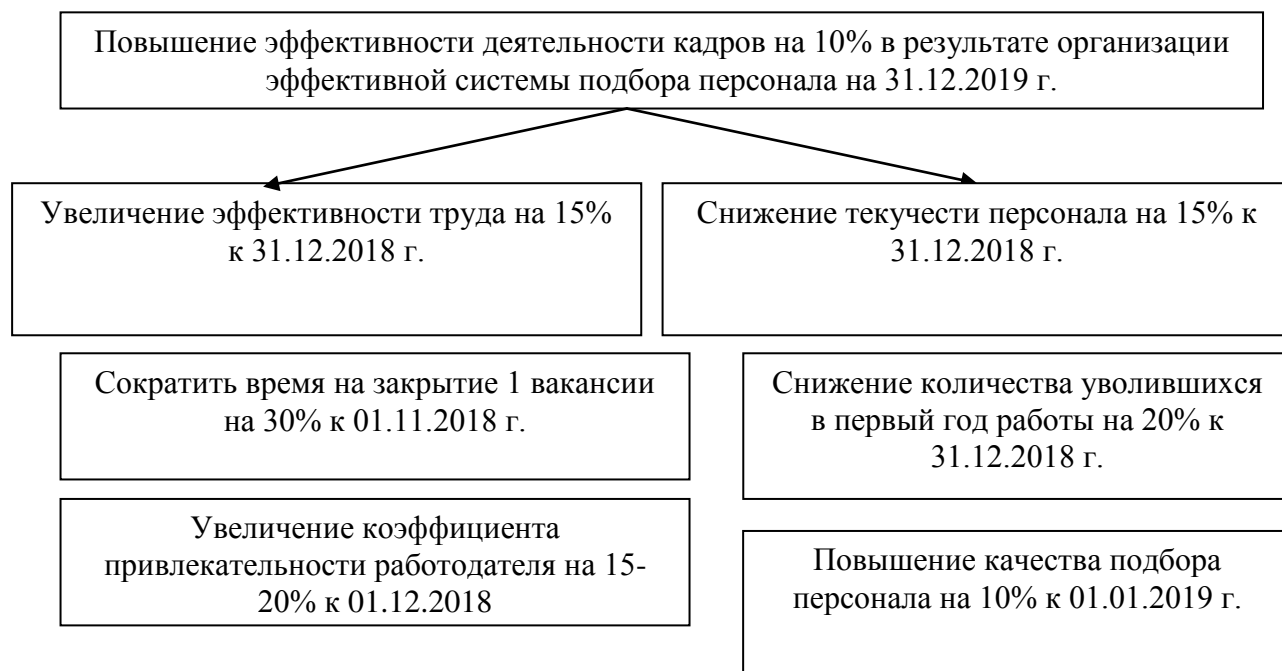 Повышение эффективности деятельности кадров на 10% в результате организации
эффективной системы подбора персонала на 31.12.2019 г.
Увеличение эффективности труда на 15%
к 31.12.2018 г.
Снижение текучести персонала на 15% к
31.12.2018 г.
Сократить время на закрытие 1 вакансии
на 30% к 01.11.2018 г.
Снижение количества уволившихся
в первый год работы на 20% к
31.12.2018 г.
Увеличение коэффициента
привлекательности работодателя на 15-
20% к 01.12.2018
Повышение качества подбора
персонала на 10% к 01.01.2019 г.